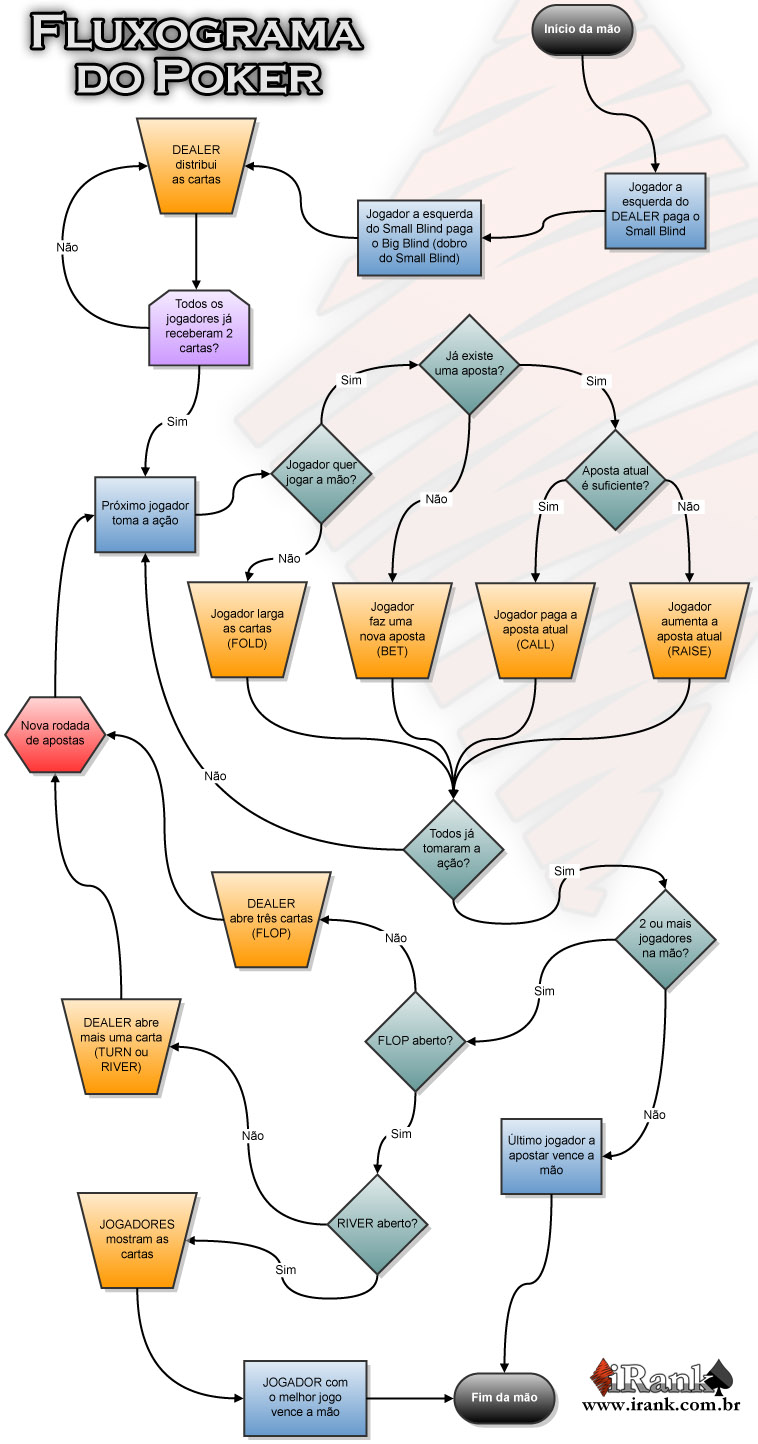 FLUXOGRAMA
DO POKER
Início da mão
DEALER
distribui
as cartas
Jogador a
esquerda do
DEALER paga o
Small Blind
Jogador a esquerda
do Small Blind paga
o Big Blind (dobro
do Small Blind)
Não
Todos os
jogadores já
receberam 2
cartas?
Sim
Já existe
uma aposta?
Sim
Sim
Jogador quer
jogar a mão?
Aposta atual
é suficiente?
Próximo jogador
toma a ação
Não
Sim
Não
Não
Jogador larga
as cartas
(FOLD)
Jogador
faz uma
nova aposta
(BET)
Jogador paga a
aposta atual
(CALL)
Jogador
aumenta a
aposta atual
(RAISE)
Nova rodada
de apostas
Não
Todos já
tomaram a
ação?
Sim
DEALER
abre três cartas
(FLOP)
Não
2 ou mais
jogadores
na mão?
Sim
DEALER abre
mais uma carta
(TURN ou
RIVER)
FLOP aberto?
Não
Sim
Não
Último jogador a
apostar vence a
mão
JOGADORES
mostram as
cartas
RIVER aberto?
Sim
JOGADOR com
o melhor jogo
vence a mão
Fim da mão
iRank
www.irank.com.br